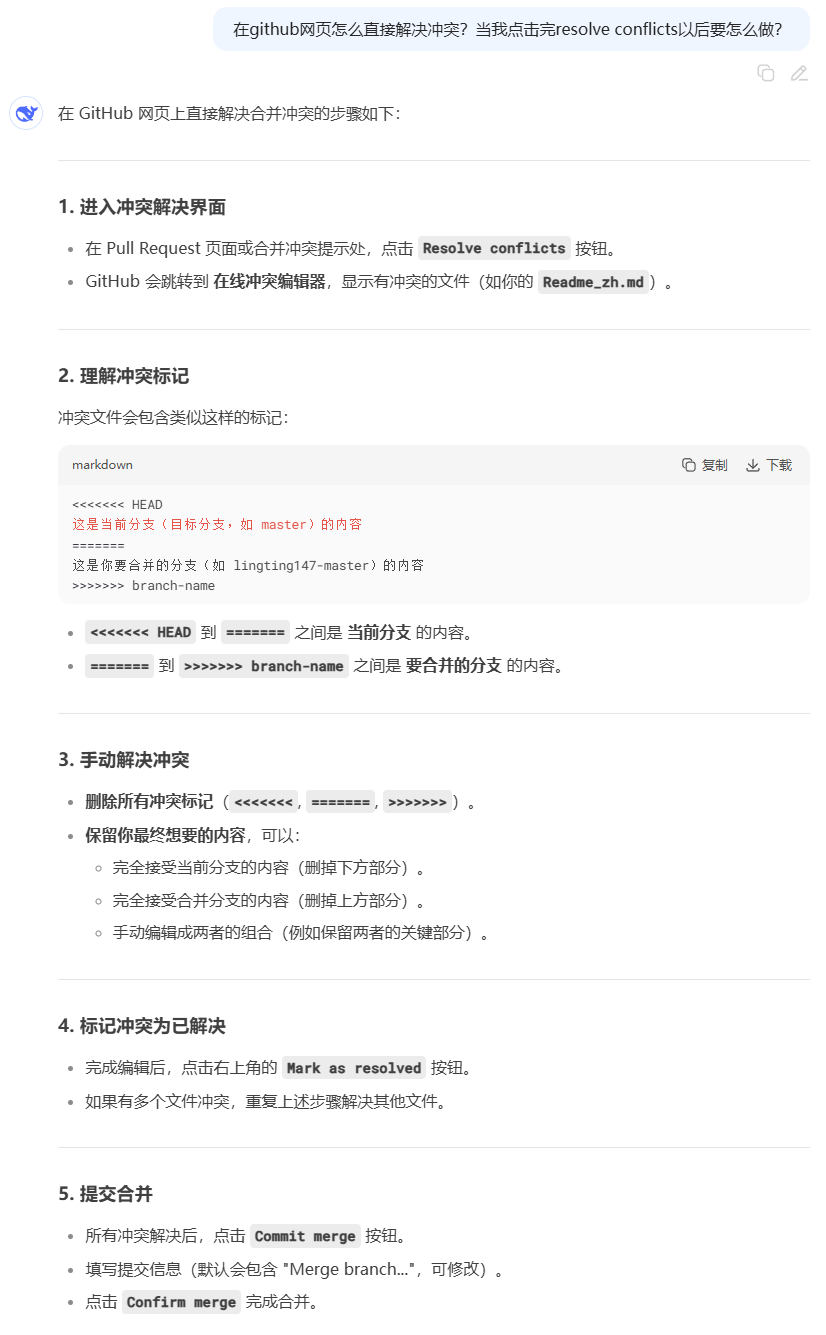 在github网页怎么直接解决冲突？当我点击完resolve conflicts以后要怎么做？
在 GitHub 网页上直接解决合并冲突的步骤如下：
1. 进入冲突解决界面
在 Pull Request 页面或合并冲突提示处，点击 Resolve conflicts 按钮。
GitHub 会跳转到 在线冲突编辑器，显示有冲突的文件（如你的 Readme_zh.md）。
2. 理解冲突标记
冲突文件会包含类似这样的标记：
markdown 复制 下载
<<<<<<< HEAD
这是当前分支（目标分支，如 master）的内容
=======
这是你要合并的分支（如 lingting147-master）的内容
>>>>>>> branch-name
<<<<<<< HEAD 到 ======= 之间是 当前分支 的内容。
======= 到 >>>>>>> branch-name 之间是 要合并的分支 的内容。
3. 手动解决冲突
删除所有冲突标记（<<<<<<<, =======, >>>>>>>）。
保留你最终想要的内容，可以：
完全接受当前分支的内容（删掉下方部分）。
完全接受合并分支的内容（删掉上方部分）。
手动编辑成两者的组合（例如保留两者的关键部分）。
4. 标记冲突为已解决
完成编辑后，点击右上角的 Mark as resolved 按钮。
如果有多个文件冲突，重复上述步骤解决其他文件。
5. 提交合并
所有冲突解决后，点击 Commit merge 按钮。
填写提交信息（默认会包含 "Merge branch..."，可修改）。
点击 Confirm merge 完成合并。